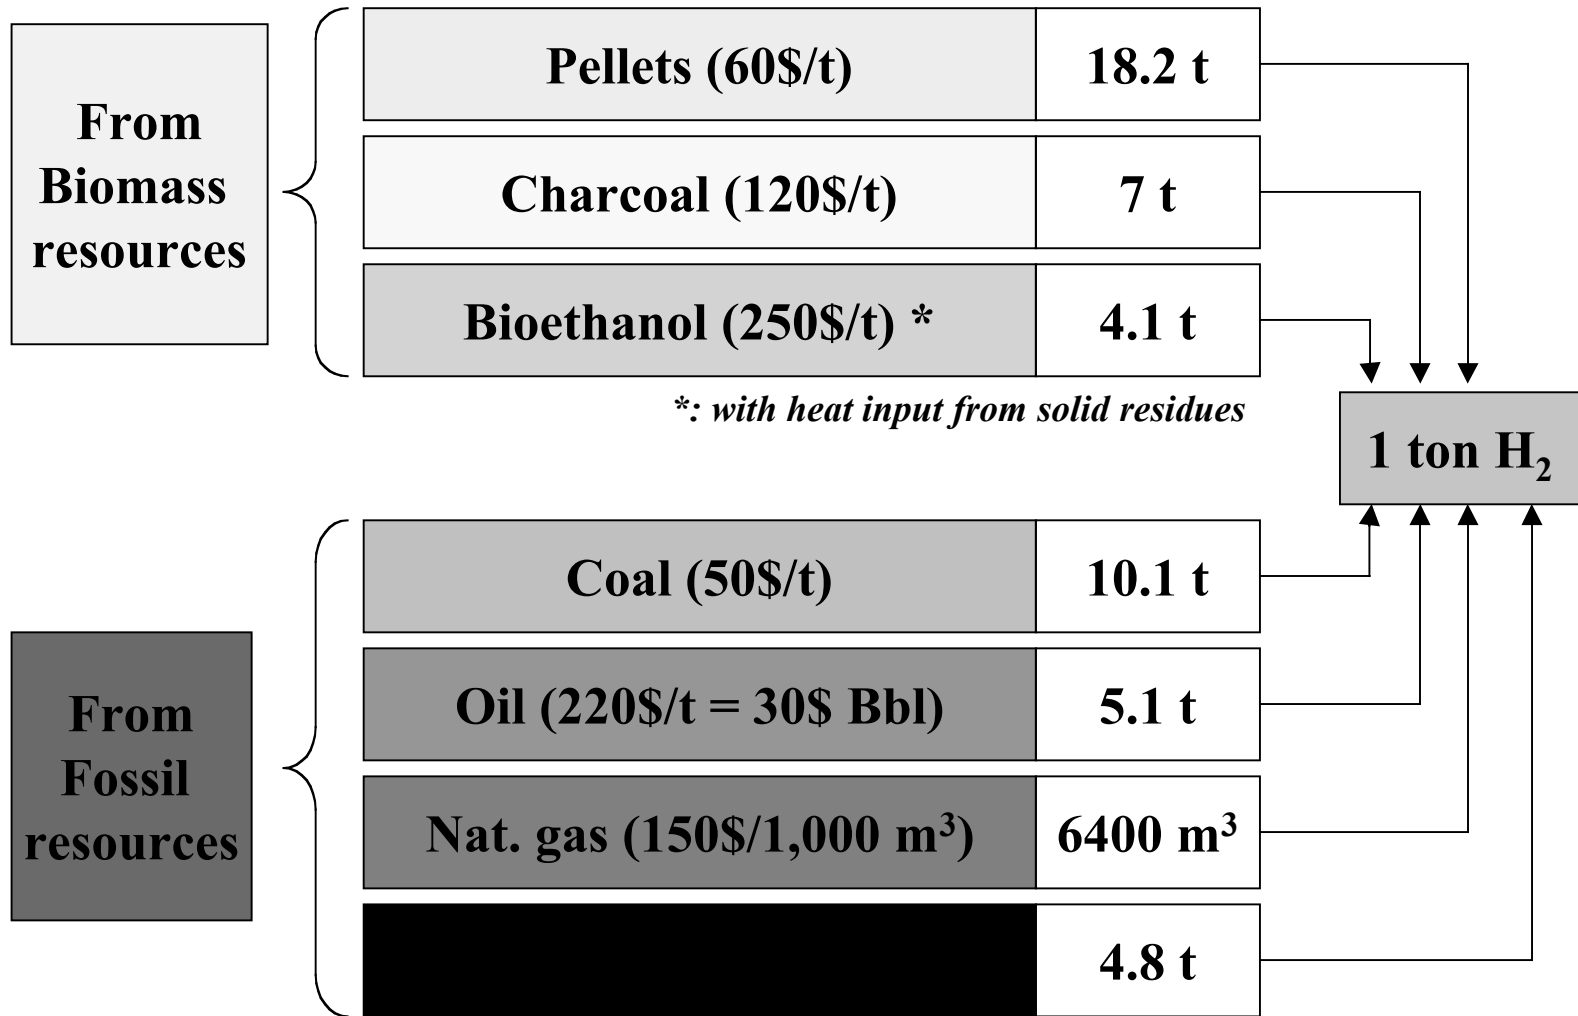 From
Biomass
resources
Pellets (60$/t)
18.2 t
Charcoal (120$/t)
7 t
Bioethanol (250$/t) *
4.1 t
*: with heat input from solid residues
1 ton H₂
From
Fossil
resources
Coal (50$/t)
10.1 t
Oil (220$/t = 30$ Bbl)
5.1 t
Nat. gas (150$/1,000 m³)
6400 m³
4.8 t